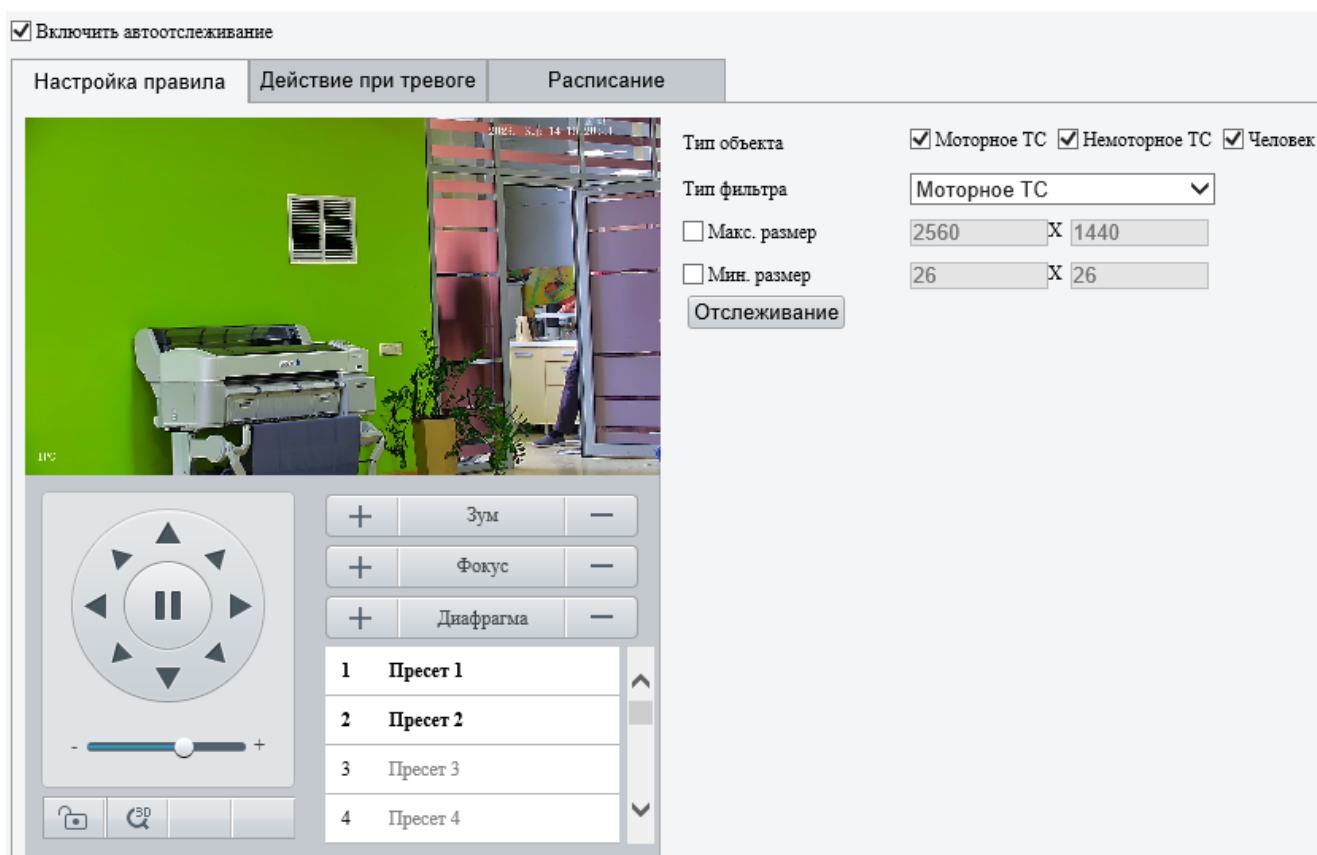 Включить автоотслеживание
Настройка правила Действие при тревоге Расписание
Тип объекта Моторное ТС Немоторное ТС Человек
Тип фильтра Моторное ТС
Макс. размер 2560 X 1440
Мин. размер 26 X 26
Отслеживание
IPC
+ Зум −
+ Фокус −
+ Диафрагма −
1 Пресет 1
2 Пресет 2
3 Пресет 3
4 Пресет 4
- +
3D